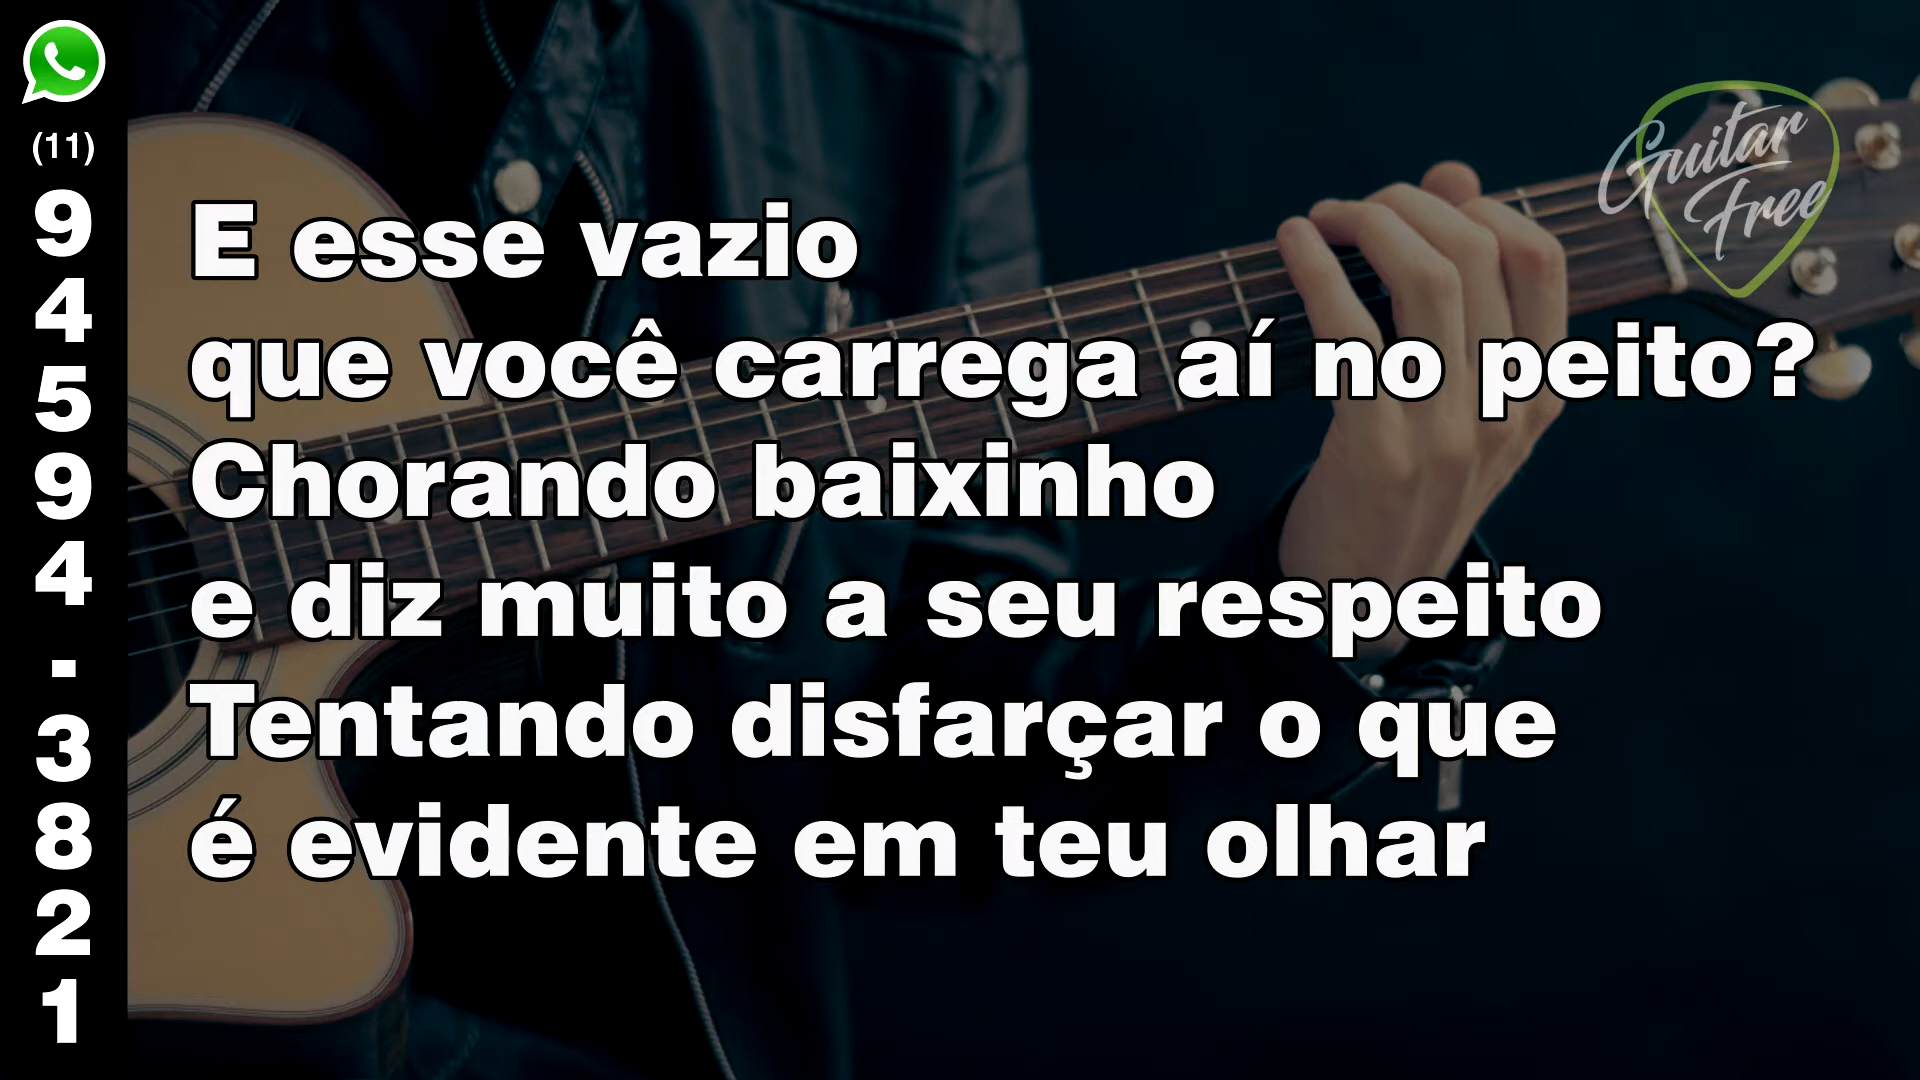 (11)
9
4
5
9
4
-
3
8
2
1
E esse vazio
que você carrega aí no peito?
Chorando baixinho
e diz muito a seu respeito
Tentando disfarçar o que
é evidente em teu olhar
Guitar
Free